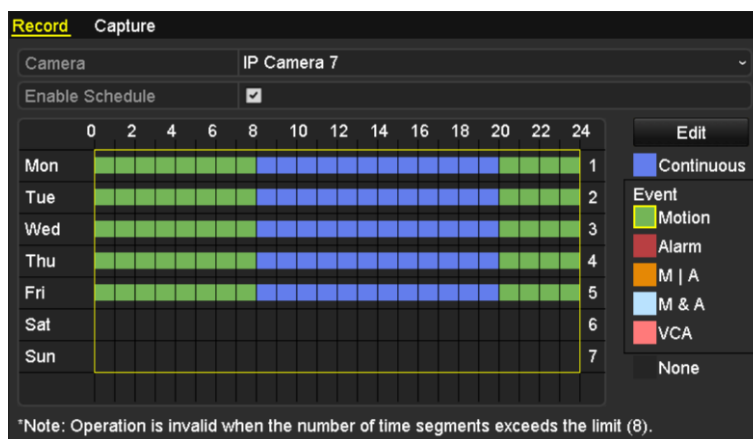 Record Capture
Camera IP Camera 7
Enable Schedule
0 2 4 6 8 10 12 14 16 18 20 22 24
Edit
Mon 1
Continuous
Tue 2
Event
Motion
Wed 3
Alarm
Thu 4
M | A
Fri 5
M & A
Sat 6
VCA
Sun 7
None
*Note: Operation is invalid when the number of time segments exceeds the limit (8).